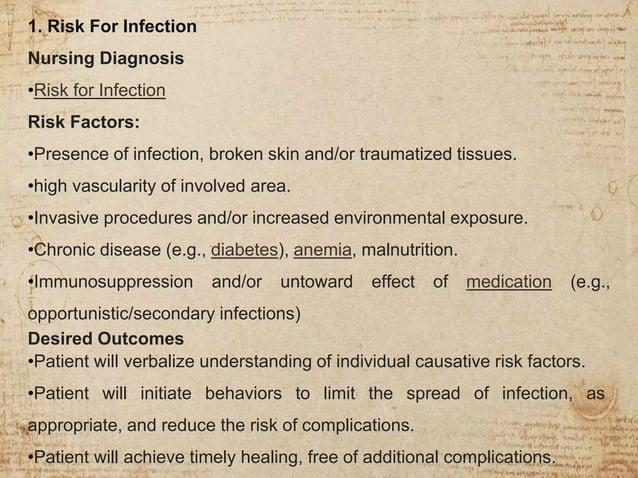 1. Risk For Infection
Nursing Diagnosis
•Risk for Infection
Risk Factors:
•Presence of infection, broken skin and/or traumatized tissues.
•high vascularity of involved area.
•Invasive procedures and/or increased environmental exposure.
•Chronic disease (e.g., diabetes), anemia, malnutrition.
•Immunosuppression and/or untoward effect of medication (e.g.,
opportunistic/secondary infections)
Desired Outcomes
•Patient will verbalize understanding of individual causative risk factors.
•Patient will initiate behaviors to limit the spread of infection, as
appropriate, and reduce the risk of complications.
•Patient will achieve timely healing, free of additional complications.